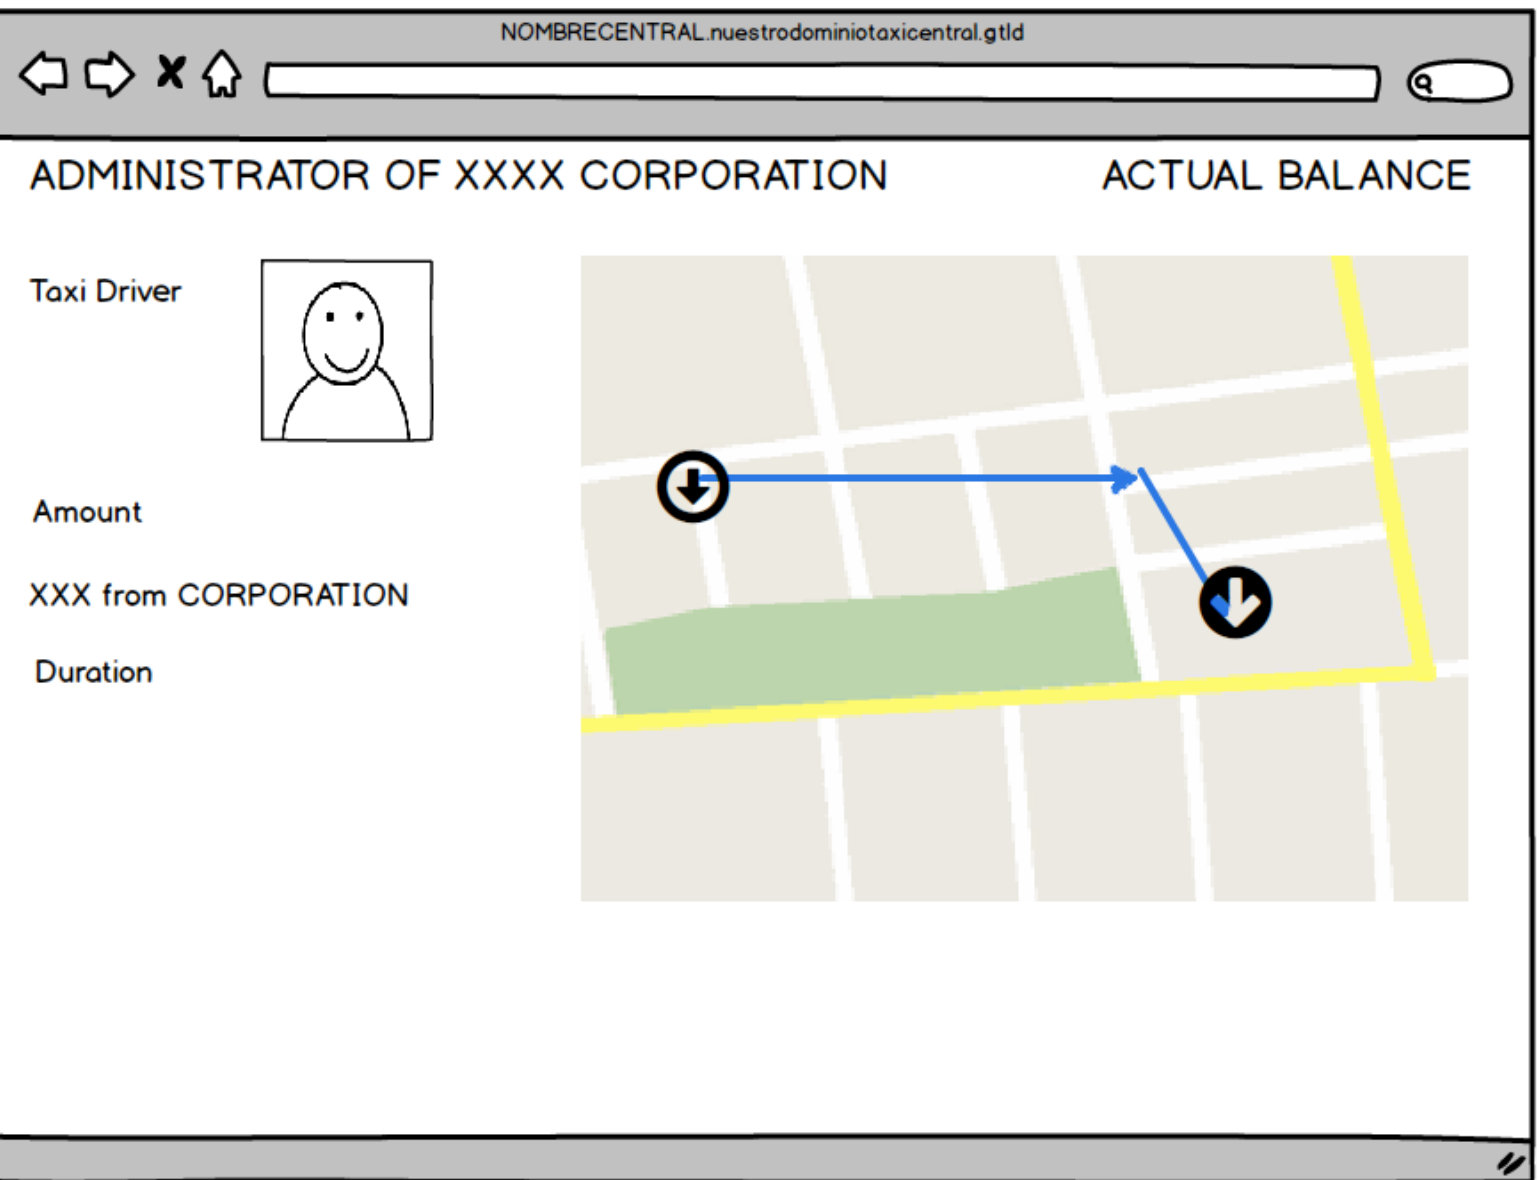 NOMBRECENTRAL.nuestrodominiotaxicentral.gtld
ADMINISTRATOR OF XXXX CORPORATION
ACTUAL BALANCE
Taxi Driver
Amount
XXX from CORPORATION
Duration